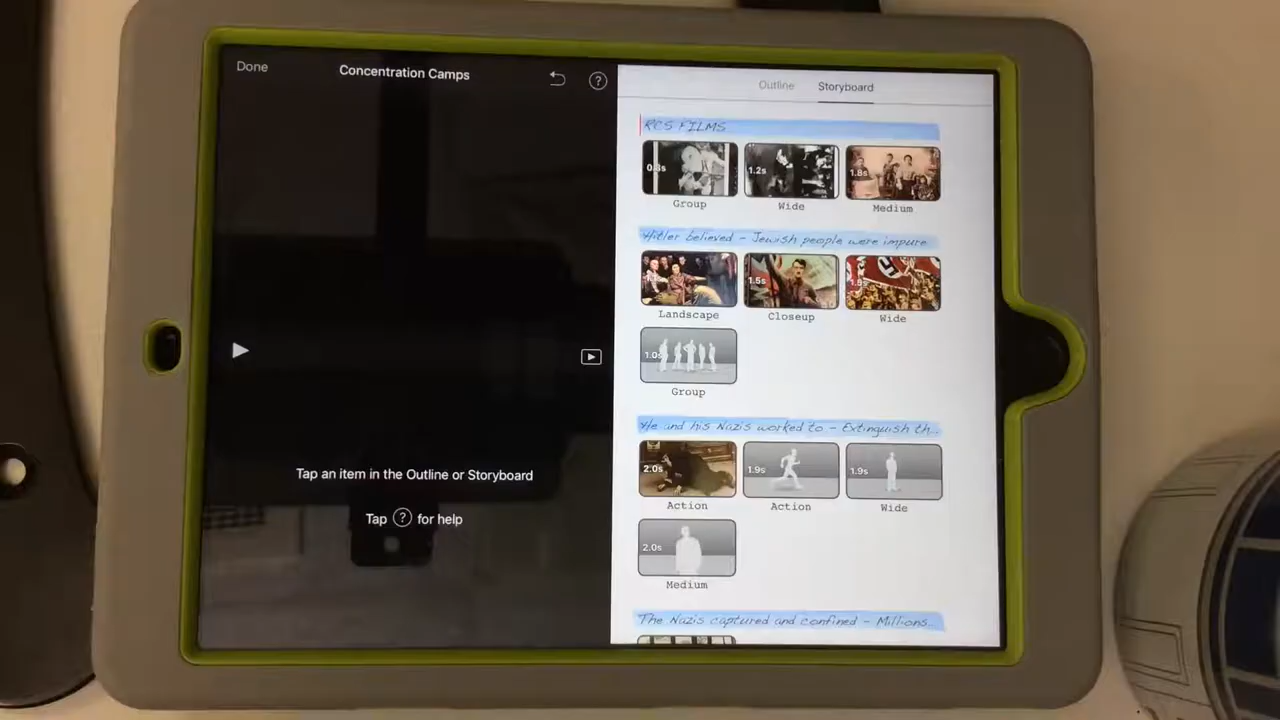 Done
Concentration Camps
?
Outline
Storyboard
RCS FILMS
0.8s
1.2s
1.8s
Group
Wide
Medium
Hitler believed - Jewish people were impure
1.5s
Landscape
Closeup
Wide
1.0s
Group
He and his Nazis worked to - Extinguish th...
2.0s
1.9s
1.9s
Action
Action
Wide
2.0s
Medium
The Nazis captured and confined - Millions...
Tap an item in the Outline or Storyboard
Tap ? for help